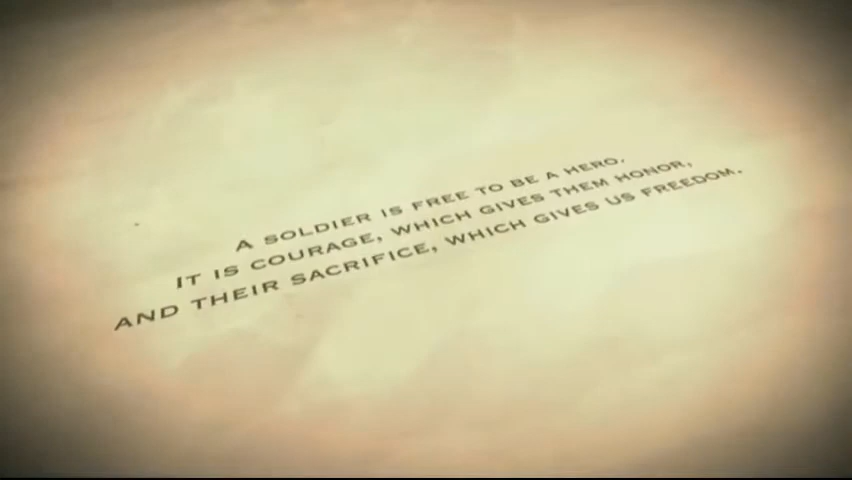 A SOLDIER IS FREE TO BE A HERO,
IT IS COURAGE, WHICH GIVES THEM HONOR,
AND THEIR SACRIFICE, WHICH GIVES US FREEDOM.